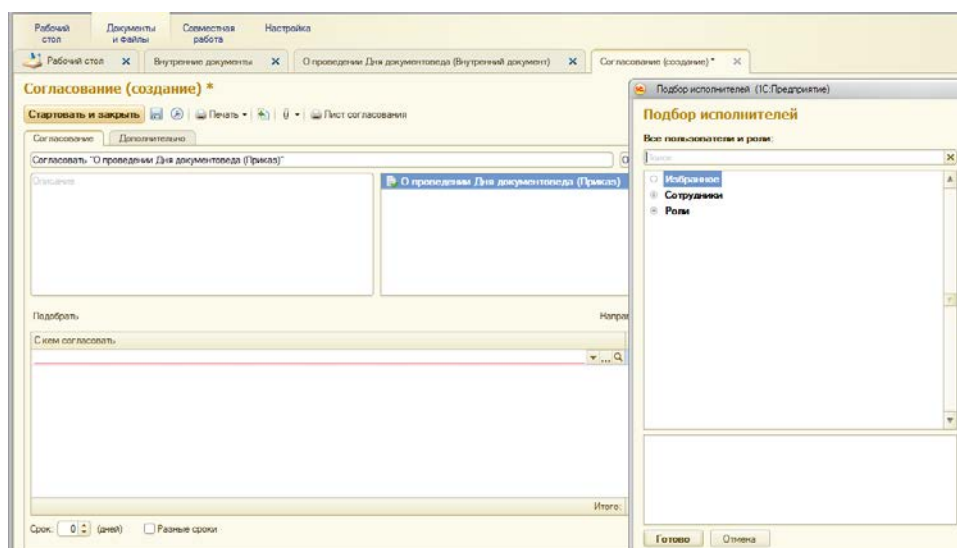 Рабочий стол Документы и файлы Совместная работа Настройка
Рабочий стол Внутренние документы О проведении Дня документоведа (Внутренний документ) Согласование (создание) *
Согласование (создание) *
Стартовать и закрыть Печать Лист согласования
Согласование Дополнительно
Согласовать "О проведении Дня документоведа (Приказ)"
Описание
О проведении Дня документоведа (Приказ)
Подобрать Напра
С кем согласовать
Итого:
Срок: 0 (дней) Разные сроки
Подбор исполнителей (1С:Предприятие)
Подбор исполнителей
Все пользователи и роли:
Поиск
Избранное
Сотрудники
Роли
Готово Отмена